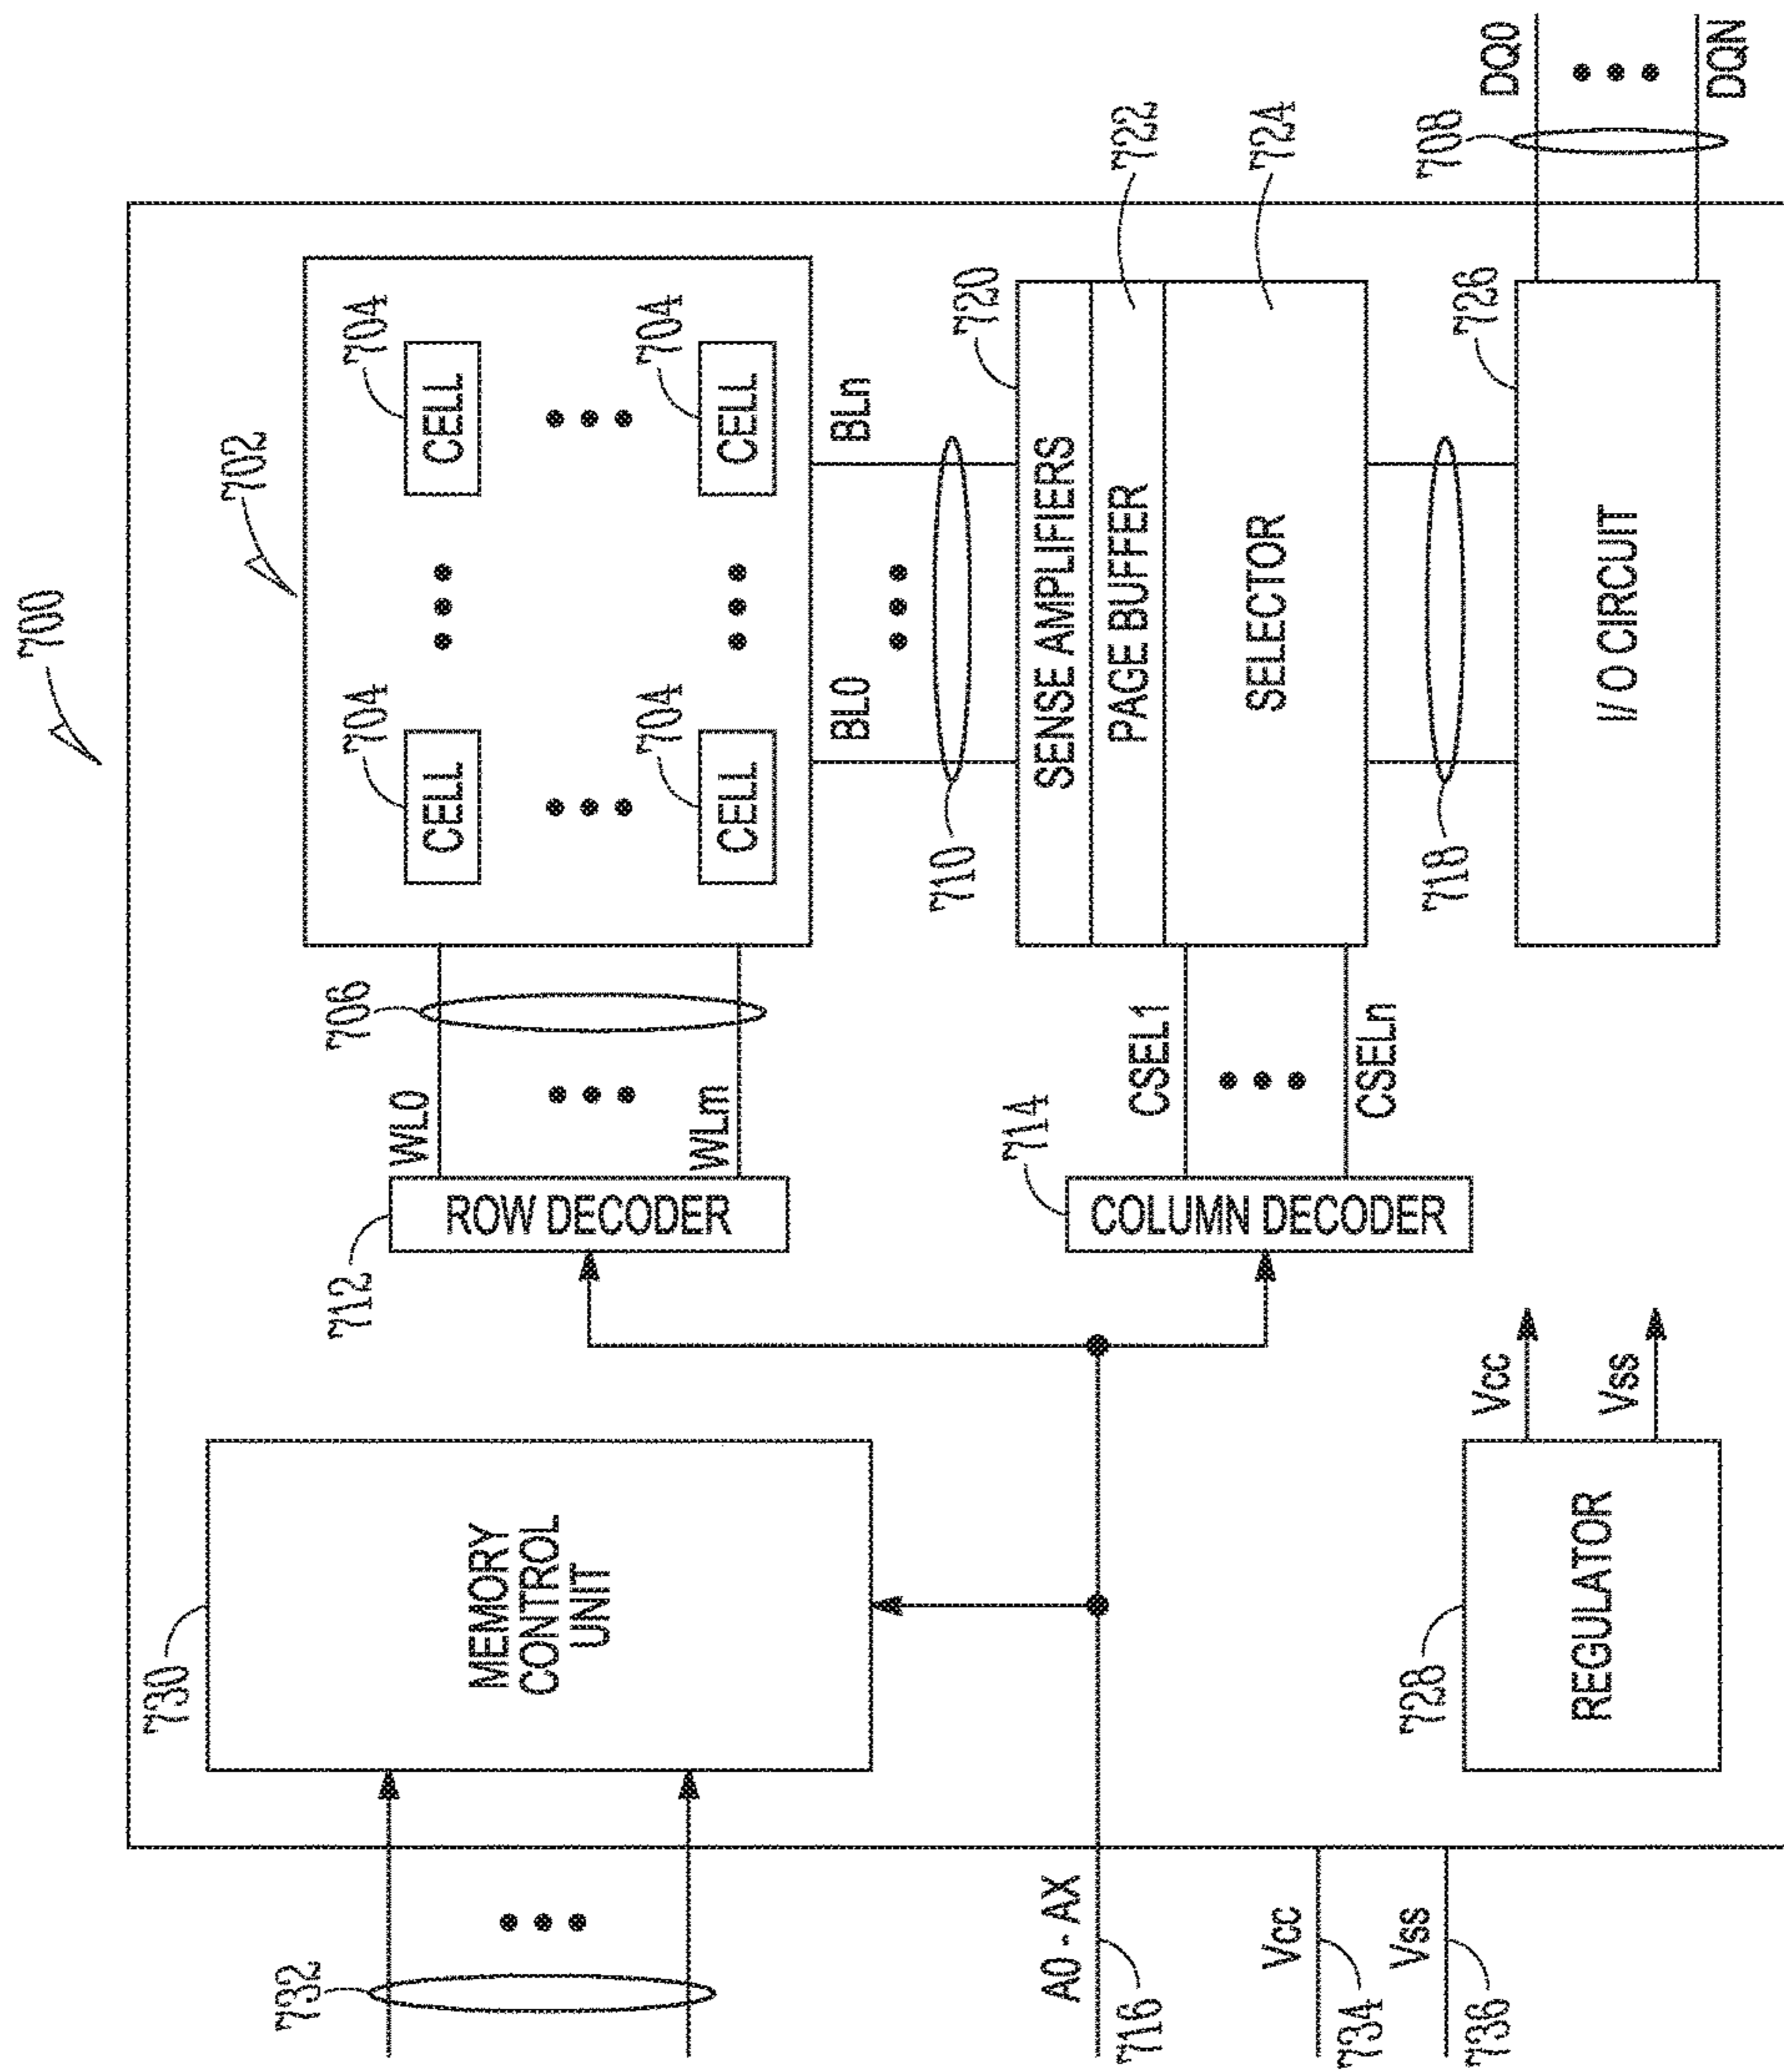 700
702
704
CELL
704
CELL
704
CELL
704
CELL
706
WL0
WLm
712
ROW DECODER
730
MEMORY
CONTROL
UNIT
732
BL0
BLn
710
720
SENSE AMPLIFIERS
PAGE BUFFER
722
SELECTOR
724
CSEL1
CSELn
714
COLUMN DECODER
A0 - AX
716
718
726
I/O CIRCUIT
708
DQ0
DQN
Vcc
734
Vss
736
728
REGULATOR
Vcc
Vss